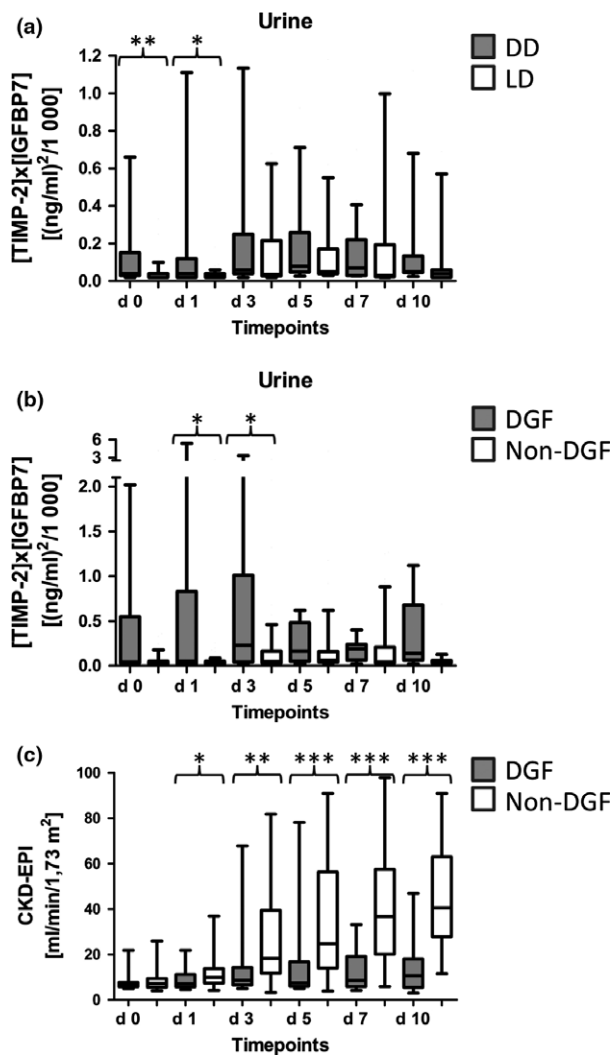 (a)
Urine
** *
DD
LD
[TIMP-2]x[IGFBP7]
[(ng/ml)²/1 000]
1.2
1.0
0.8
0.6
0.4
0.2
0.0
d 0 d 1 d 3 d 5 d 7 d 10
Timepoints
(b)
Urine
* *
DGF
Non-DGF
[TIMP-2]x[IGFBP7]
[(ng/ml)²/1 000]
6
3
2.0
1.0
0.5
0.0
d 0 d 1 d 3 d 5 d 7 d 10
Timepoints
(c)
* ** *** *** ***
DGF
Non-DGF
CKD-EPI
[ml/min/1,73 m²]
100
80
60
40
20
0
d 0 d 1 d 3 d 5 d 7 d 10
Timepoints